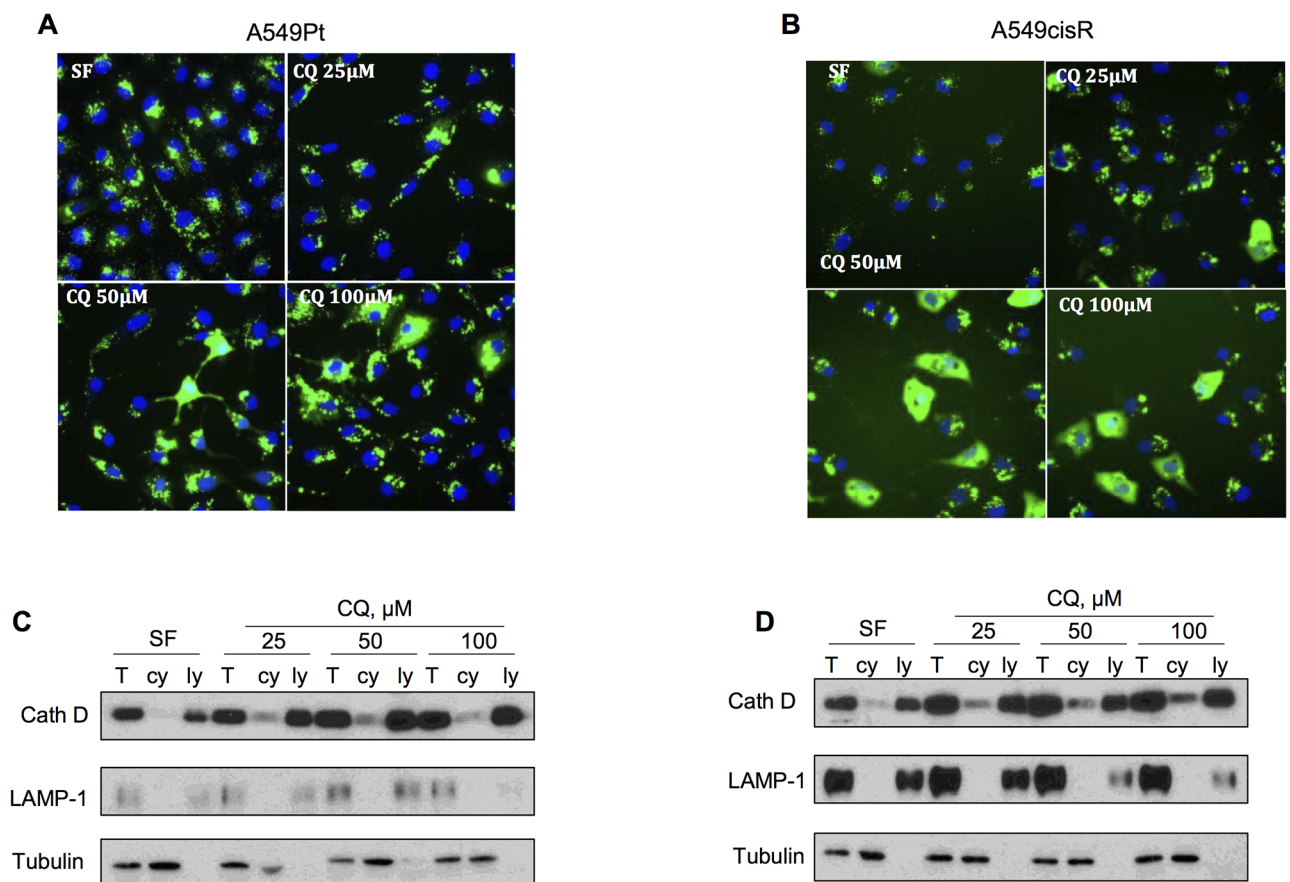 A
A549Pt
SF
CQ 25µM
CQ 50µM
CQ 100µM
B
A549cisR
SF
CQ 25µM
CQ 50µM
CQ 100µM
C
CQ, µM
SF 25 50 100
T cy ly T cy ly T cy ly T cy ly
Cath D
LAMP-1
Tubulin
D
CQ, µM
SF 25 50 100
T cy ly T cy ly T cy ly T cy ly
Cath D
LAMP-1
Tubulin